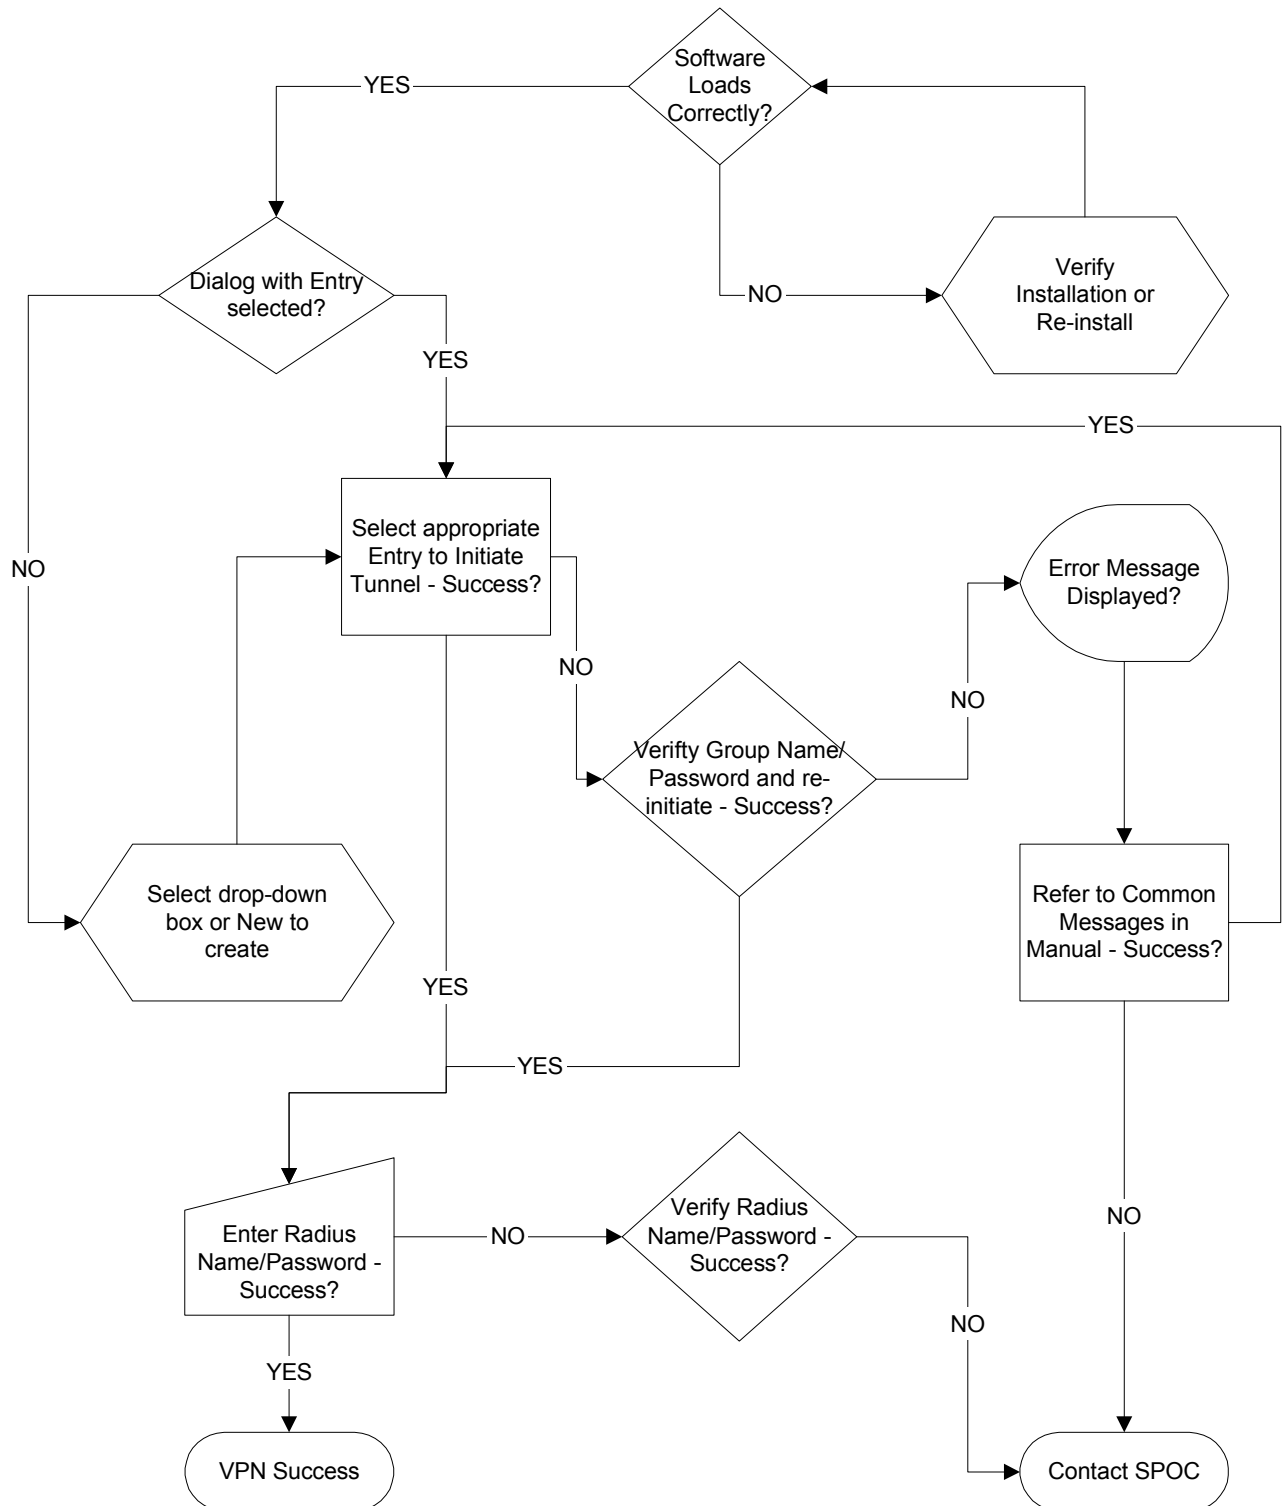 Software
Loads
Correctly?
YES
Dialog with Entry
selected?
NO
Verify
Installation or
Re-install
YES
YES
Select appropriate
Entry to Initiate
Tunnel - Success?
NO
Error Message
Displayed?
NO
NO
Verifty Group Name/
Password and re-
initiate - Success?
Select drop-down
box or New to
create
Refer to Common
Messages in
Manual - Success?
YES
YES
Enter Radius
Name/Password -
Success?
NO
Verify Radius
Name/Password -
Success?
NO
NO
YES
VPN Success
Contact SPOC